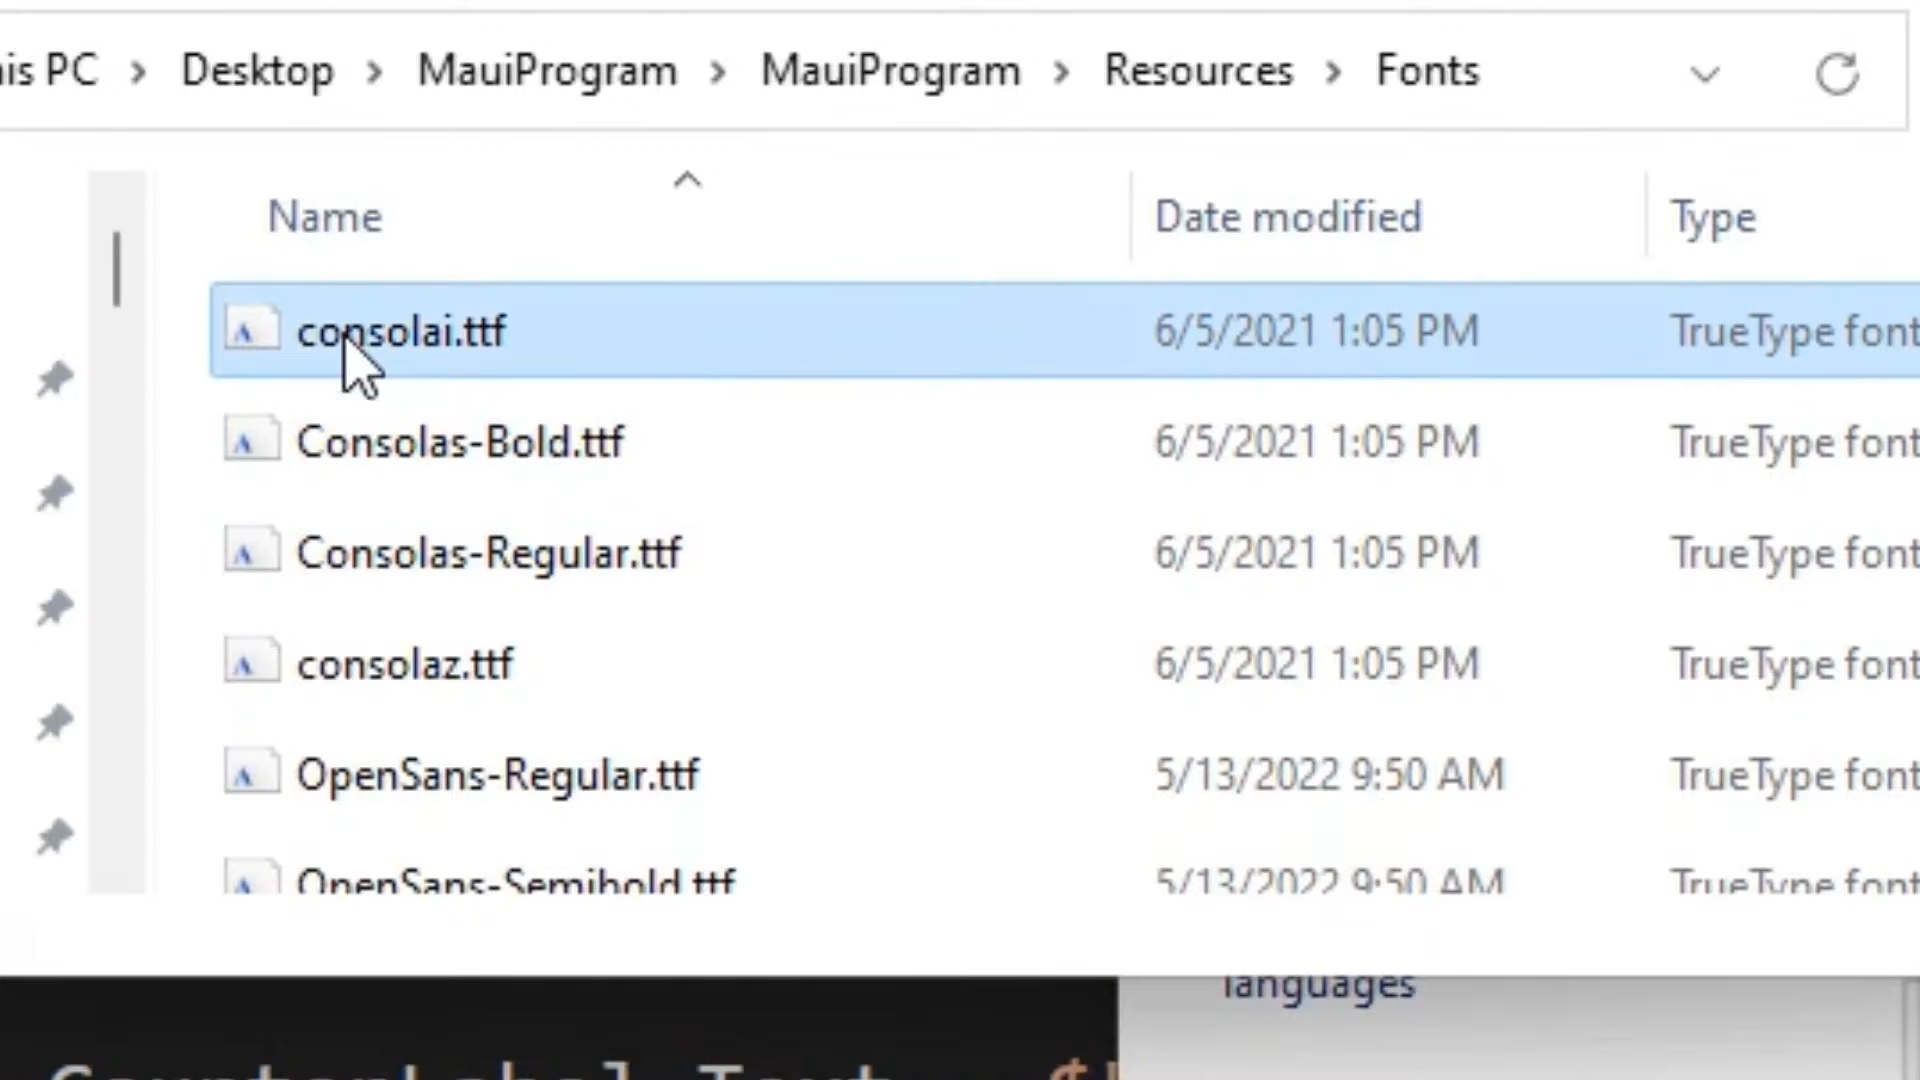 his PC > Desktop > MauiProgram > MauiProgram > Resources > Fonts
Name Date modified Type
consolai.ttf 6/5/2021 1:05 PM TrueType font
Consolas-Bold.ttf 6/5/2021 1:05 PM TrueType font
Consolas-Regular.ttf 6/5/2021 1:05 PM TrueType font
consolaz.ttf 6/5/2021 1:05 PM TrueType font
OpenSans-Regular.ttf 5/13/2022 9:50 AM TrueType font
OpenSans-Semibold.ttf 5/13/2022 9:50 AM TrueType font
languages
CounterLabel.Text $